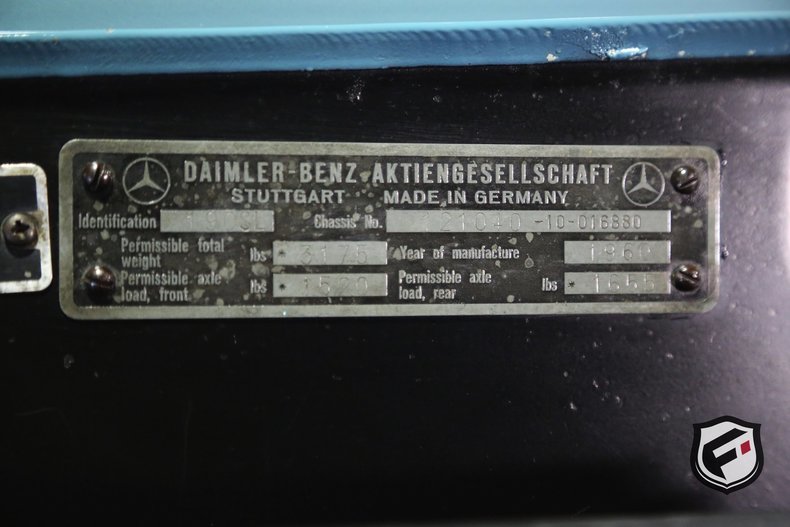 DAIMLER-BENZ AKTIENGESELLSCHAFT
STUTTGART MADE IN GERMANY
Identification 190SL Chassis No. 121040-10-016880
Permissible total weight lbs * 3175 Year of manufacture 1960
Permissible axle load, front lbs * 1520 Permissible axle load, rear lbs * 1655